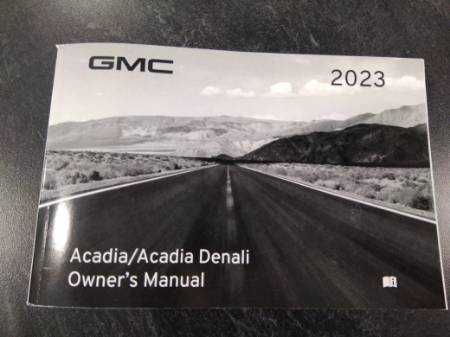 GMC
2023
Acadia/Acadia Denali
Owner's Manual